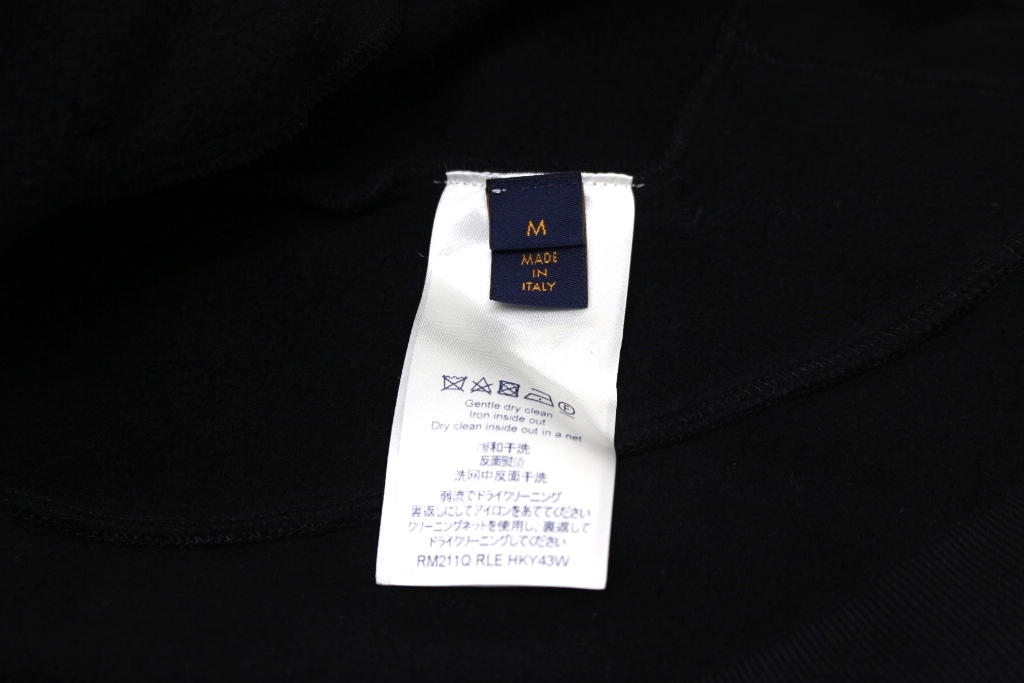 M
MADE
IN
ITALY
Gentle dry clean
Iron inside out
Dry clean inside out in a net
和干洗
反面熨烫
洗网中反面干洗
弱流でドライクリーニング
裏返しにしてアイロンをあててください
クリーニングネットを使用し、裏返して
ドライクリーニングしてください
RM211Q RLE HKY43W